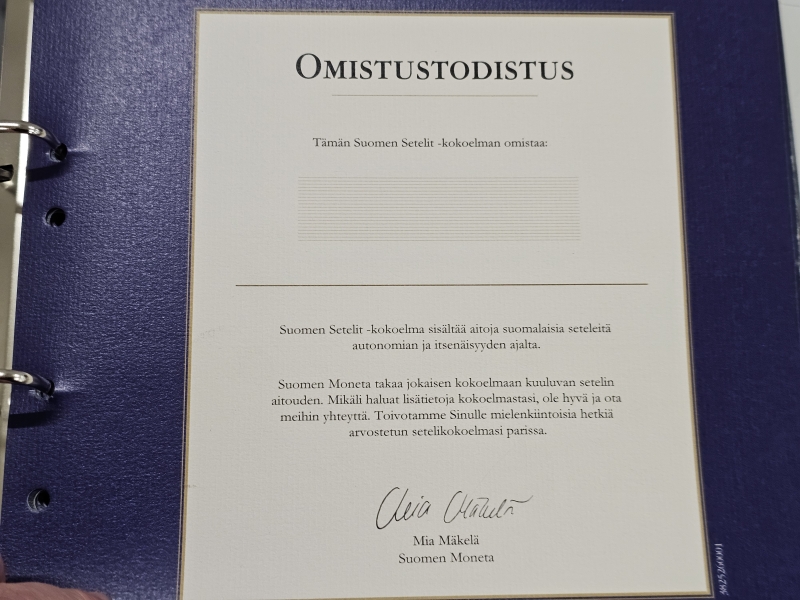 OMISTUSTODISTUS
Tämän Suomen Setelit -kokoelman omistaa:
Suomen Setelit -kokoelma sisältää aitoja suomalaisia seteleitä
autonomian ja itsenäisyyden ajalta.
Suomen Moneta takaa jokaisen kokoelmaan kuuluvan setelin
aitouden. Mikäli haluat lisätietoja kokoelmastasi, ole hyvä ja ota
meihin yhteyttä. Toivotamme Sinulle mielenkiintoisia hetkiä
arvostetun setelikokoelmasi parissa.
Mia Mäkelä
Mia Mäkelä
Suomen Moneta